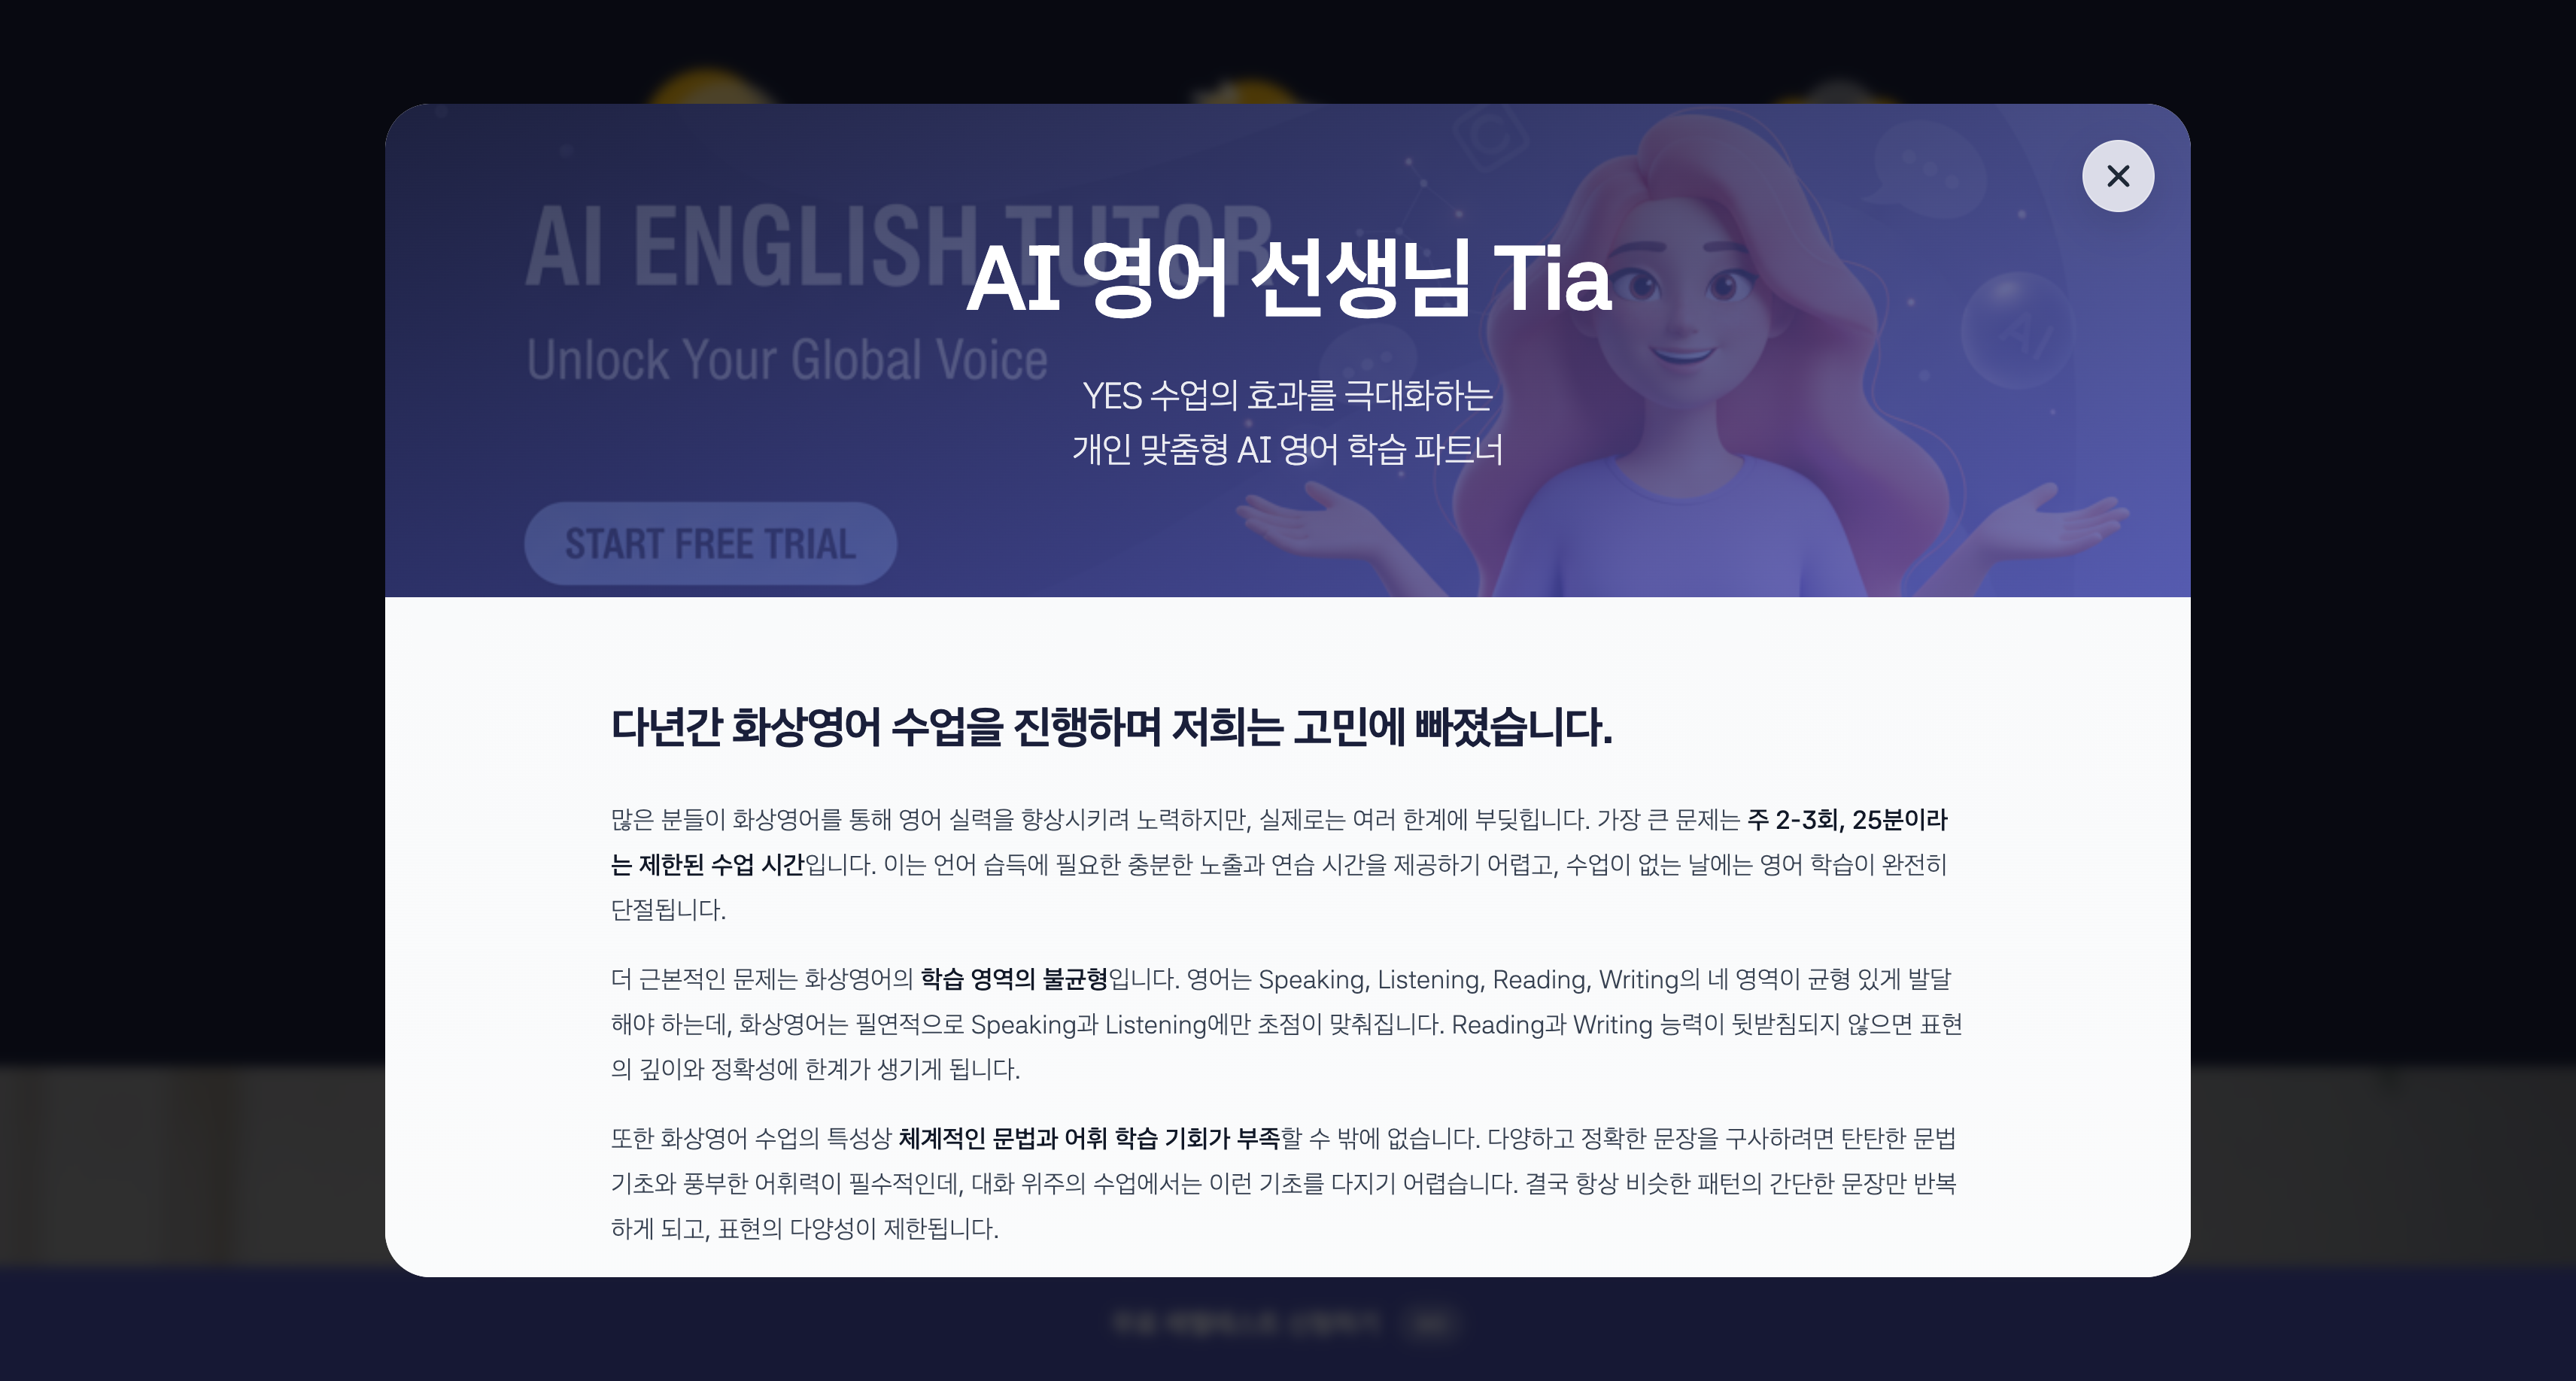 AI ENGLISH TUTOR
AI 영어 선생님 Tia
Unlock Your Global Voice
YES 수업의 효과를 극대화하는
개인 맞춤형 AI 영어 학습 파트너
AI
START FREE TRIAL
다년간 화상영어 수업을 진행하며 저희는 고민에 빠졌습니다.
많은 분들이 화상영어를 통해 영어 실력을 향상시키려 노력하지만, 실제로는 여러 한계에 부딪힙니다. 가장 큰 문제는 주 2-3회, 25분이라
는 제한된 수업 시간입니다. 이는 언어 습득에 필요한 충분한 노출과 연습 시간을 제공하기 어렵고, 수업이 없는 날에는 영어 학습이 완전히
단절됩니다.
더 근본적인 문제는 화상영어의 학습 영역의 불균형입니다. 영어는 Speaking, Listening, Reading, Writing의 네 영역이 균형 있게 발달
해야 하는데, 화상영어는 필연적으로 Speaking과 Listening에만 초점이 맞춰집니다. Reading과 Writing 능력이 뒷받침되지 않으면 표현
의 깊이와 정확성에 한계가 생기게 됩니다.
또한 화상영어 수업의 특성상 체계적인 문법과 어휘 학습 기회가 부족할 수 밖에 없습니다. 다양하고 정확한 문장을 구사하려면 탄탄한 문법
기초와 풍부한 어휘력이 필수적인데, 대화 위주의 수업에서는 이런 기초를 다지기 어렵습니다. 결국 항상 비슷한 패턴의 간단한 문장만 반복
하게 되고, 표현의 다양성이 제한됩니다.